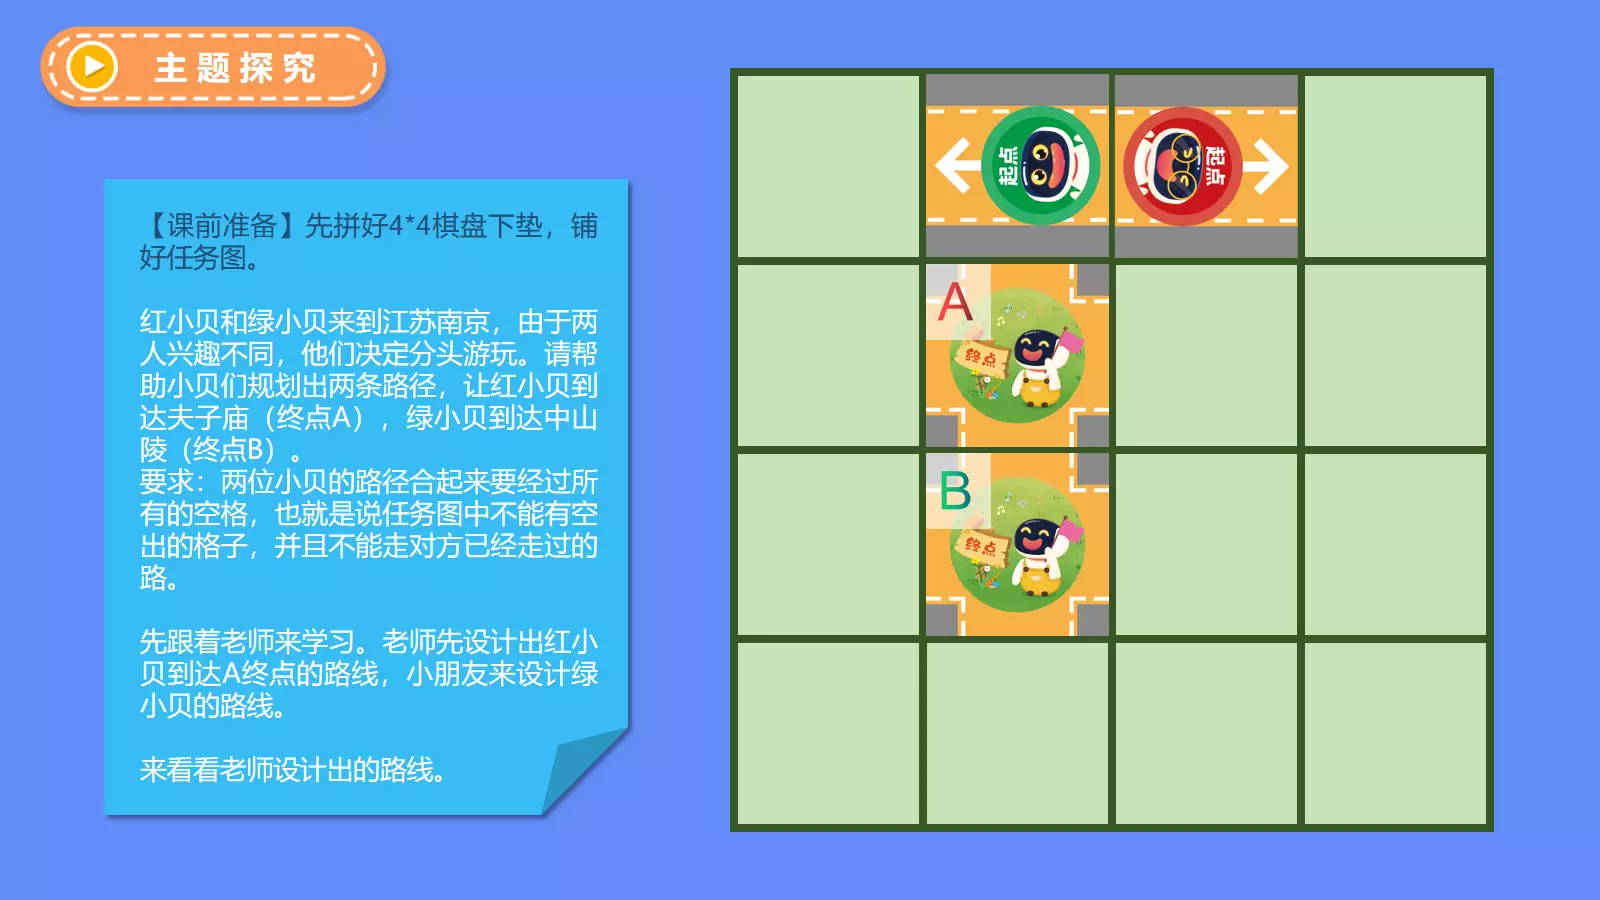 主题探究
【课前准备】先拼好4*4棋盘下垫，铺
好任务图。
红小贝和绿小贝来到江苏南京，由于两
人兴趣不同，他们决定分头游玩。请帮
助小贝们规划出两条路径，让红小贝到
达夫子庙（终点A），绿小贝到达中山
陵（终点B）。
要求：两位小贝的路径合起来要经过所
有的空格，也就是说任务图中不能有空
出的格子，并且不能走对方已经走过的
路。
先跟着老师来学习。老师先设计出红小
贝到达A终点的路线，小朋友来设计绿
小贝的路线。
来看看老师设计出的路线。
起点
起点
A
终点
B
终点